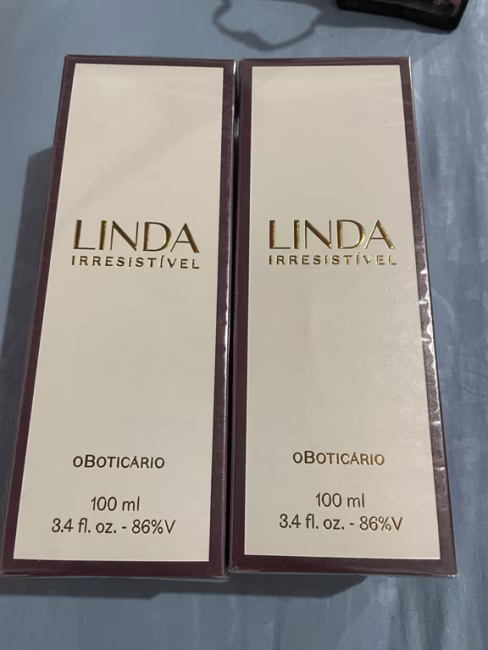 LINDA
IRRESISTÍVEL
oBOTICÁRIO
100 ml
3.4 fl. oz. - 86%V
LINDA
IRRESISTÍVEL
oBOTICÁRIO
100 ml
3.4 fl. oz. - 86%V